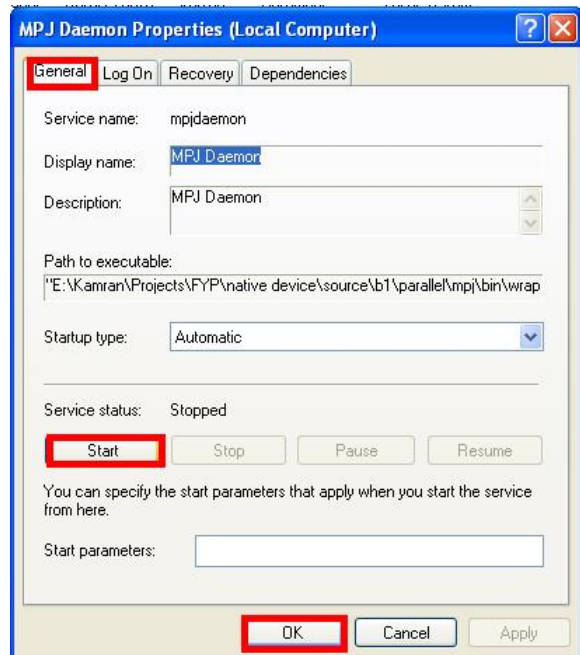 MPJ Daemon Properties (Local Computer)
General Log On Recovery Dependencies
Service name: mpjdaemon
Display name: MPJ Daemon
Description: MPJ Daemon
Path to executable:
"E:\Kamran\Projects\FYP\native device\source\b1\parallel\mpj\bin\wrap
Startup type: Automatic
Service status: Stopped
Start Stop Pause Resume
You can specify the start parameters that apply when you start the service
from here.
Start parameters:
OK Cancel Apply